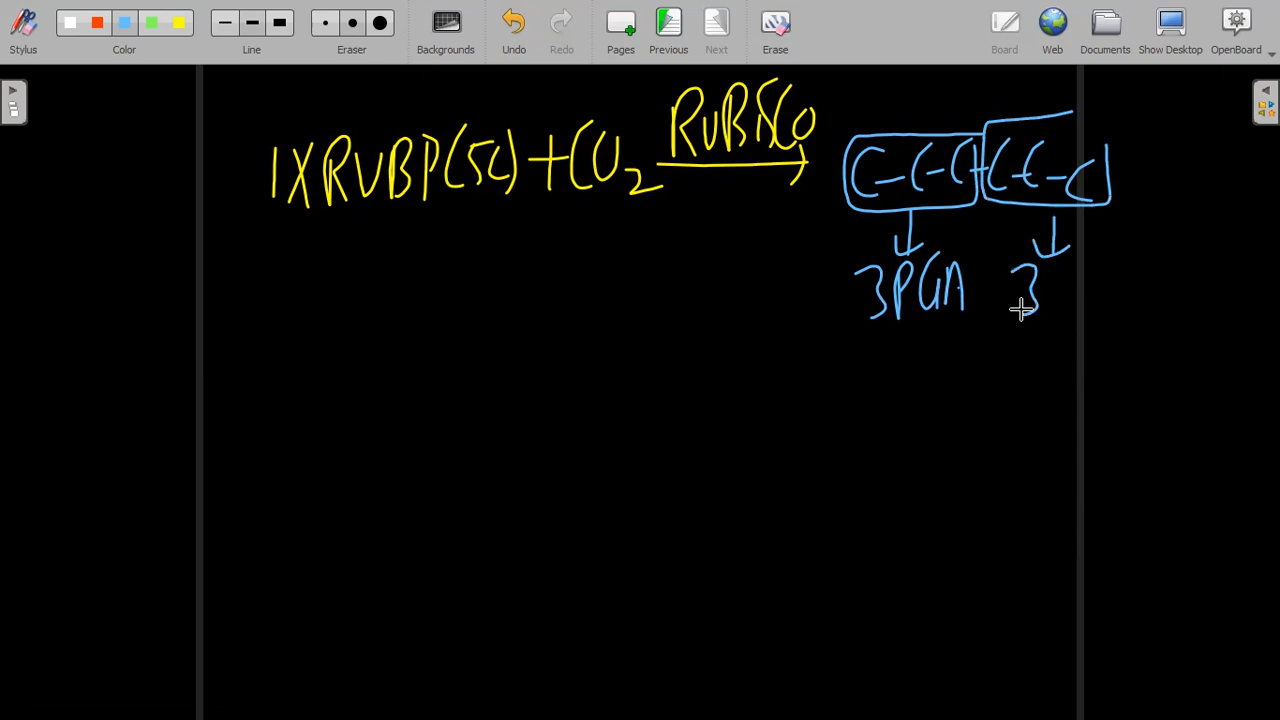 Stylus Color Line Eraser Backgrounds Undo Redo Pages Previous Next Erase Board Web Documents Show Desktop OpenBoard
1XRUBP(5C)+CO2 RUBISCO C-C-C-C-C-C
3PGA 3